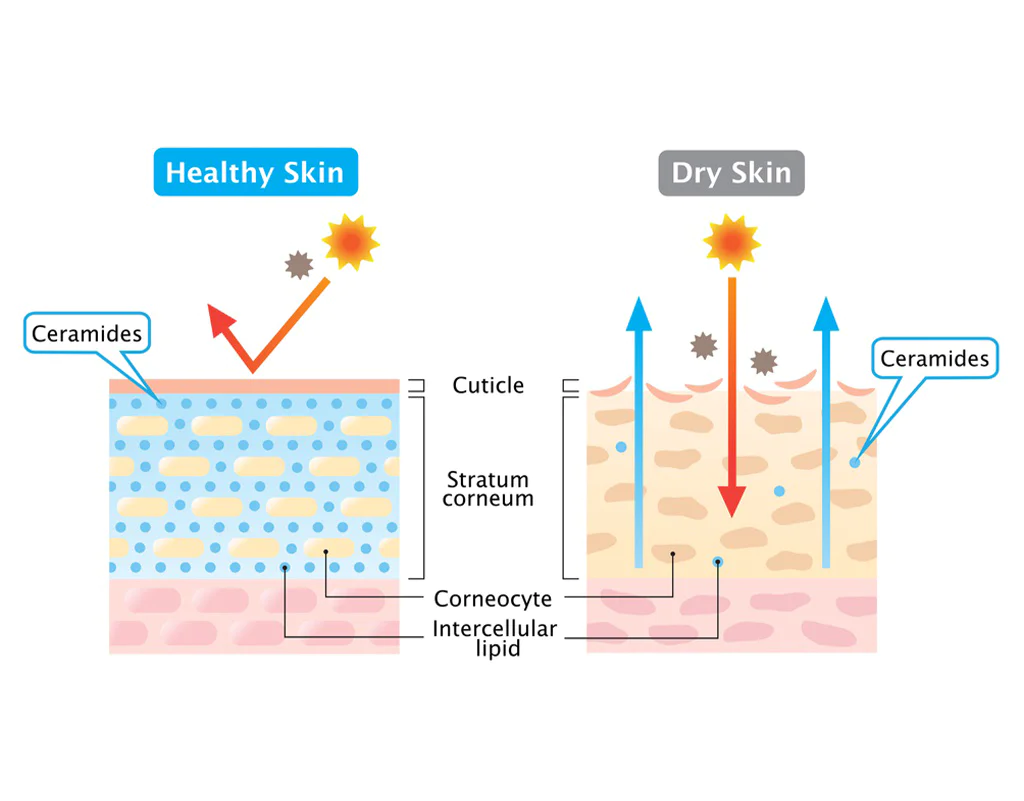 Healthy Skin
Dry Skin
Ceramides
Ceramides
Cuticle
Stratum
corneum
Corneocyte
Intercellular
lipid